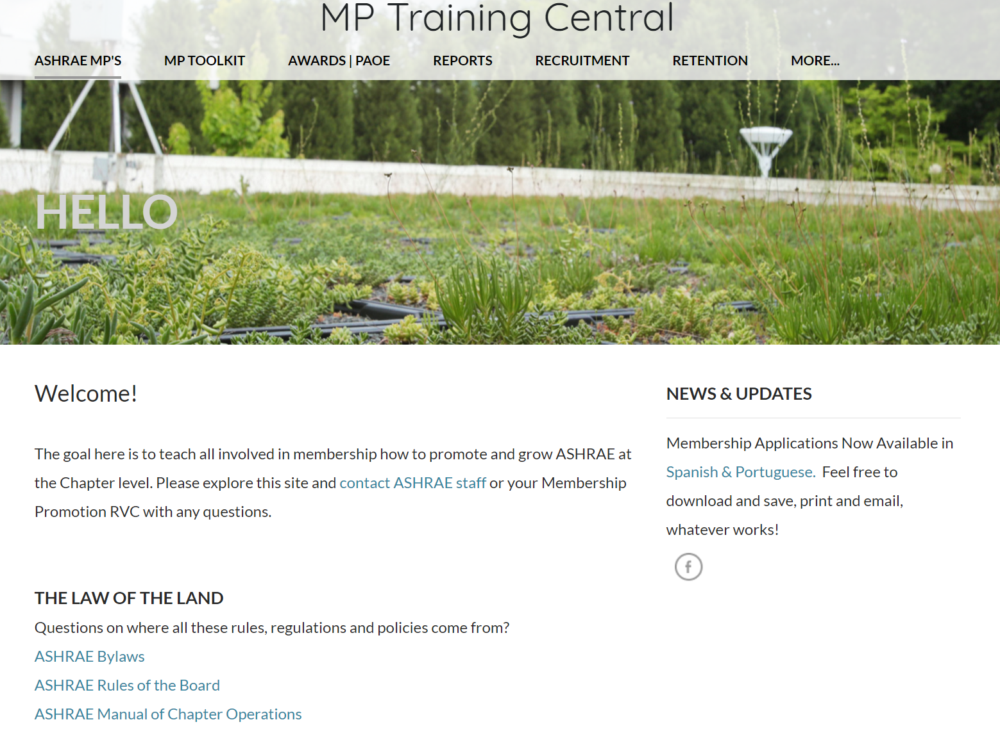 MP Training Central
ASHRAE MP'S MP TOOLKIT AWARDS | PAOE REPORTS RECRUITMENT RETENTION MORE...
HELLO
Welcome!
The goal here is to teach all involved in membership how to promote and grow ASHRAE at
the Chapter level. Please explore this site and contact ASHRAE staff or your Membership
Promotion RVC with any questions.
THE LAW OF THE LAND
Questions on where all these rules, regulations and policies come from?
ASHRAE Bylaws
ASHRAE Rules of the Board
ASHRAE Manual of Chapter Operations
NEWS & UPDATES
Membership Applications Now Available in
Spanish & Portuguese. Feel free to
download and save, print and email,
whatever works!
f